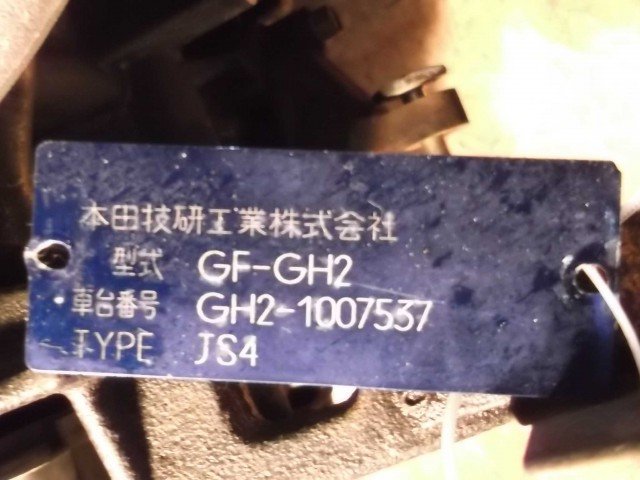 本田技研工業株式会社
型式 GF-GH2
車台番号 GH2-1007537
TYPE JS4